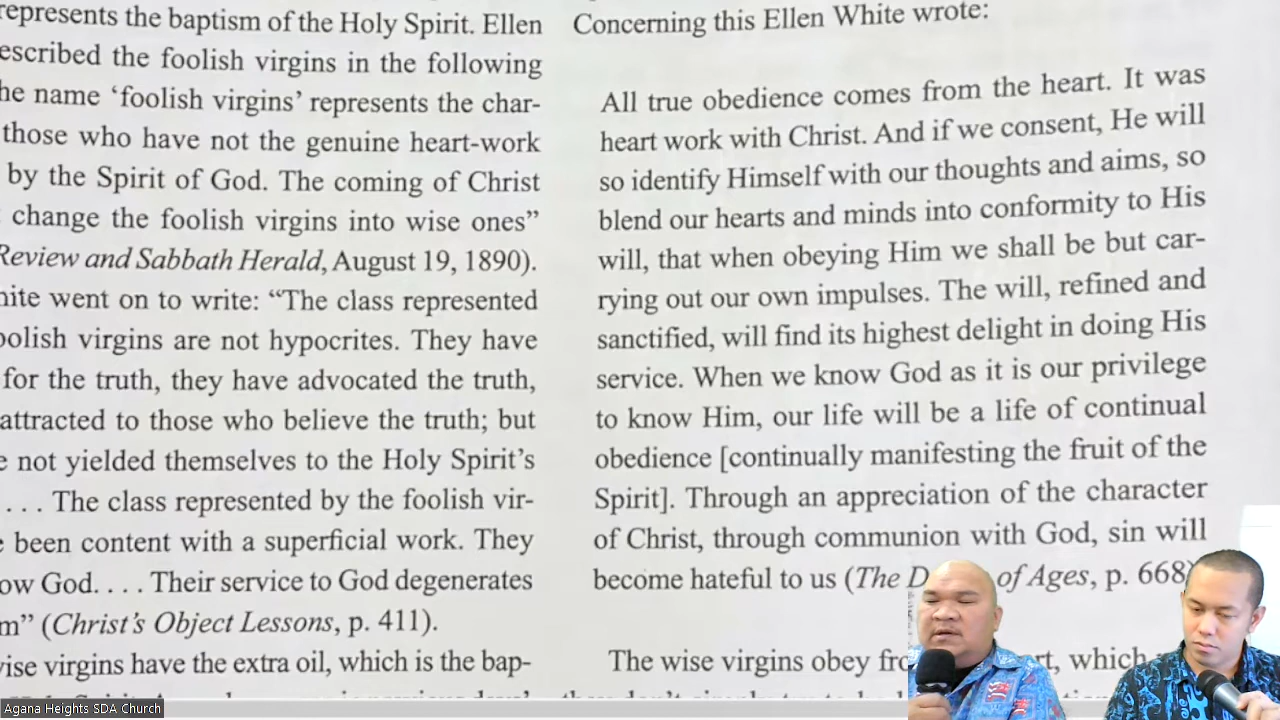 represents the baptism of the Holy Spirit. Ellen
escribed the foolish virgins in the following
he name ‘foolish virgins’ represents the char-
those who have not the genuine heart-work
by the Spirit of God. The coming of Christ
change the foolish virgins into wise ones”
Review and Sabbath Herald, August 19, 1890).
hite went on to write: “The class represented
oolish virgins are not hypocrites. They have
for the truth, they have advocated the truth,
attracted to those who believe the truth; but
e not yielded themselves to the Holy Spirit’s
. . . The class represented by the foolish vir-
e been content with a superficial work. They
ow God. . . . Their service to God degenerates
m” (Christ’s Object Lessons, p. 411).
wise virgins have the extra oil, which is the bap-
Concerning this Ellen White wrote:
All true obedience comes from the heart. It was
heart work with Christ. And if we consent, He will
so identify Himself with our thoughts and aims, so
blend our hearts and minds into conformity to His
will, that when obeying Him we shall be but car-
rying out our own impulses. The will, refined and
sanctified, will find its highest delight in doing His
service. When we know God as it is our privilege
to know Him, our life will be a life of continual
obedience [continually manifesting the fruit of the
Spirit]. Through an appreciation of the character
of Christ, through communion with God, sin will
become hateful to us (The D of Ages, p. 668)
The wise virgins obey fro rt, which
Agana Heights SDA Church